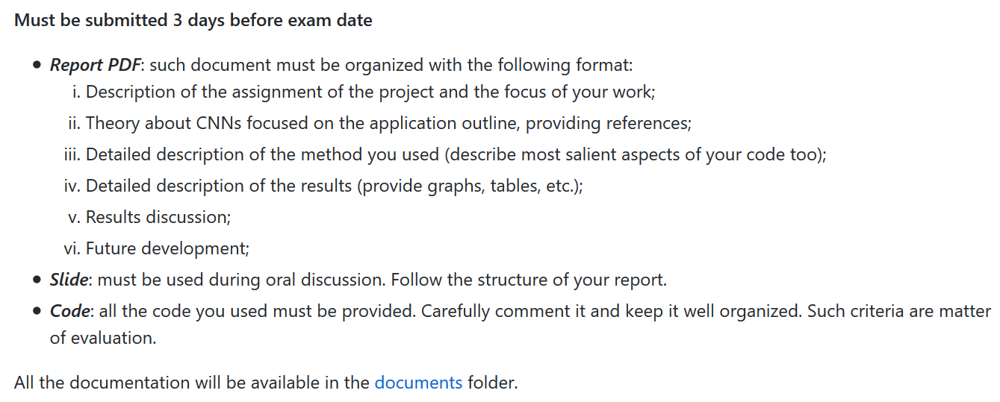 Must be submitted 3 days before exam date
• Report PDF: such document must be organized with the following format:
i. Description of the assignment of the project and the focus of your work;
ii. Theory about CNNs focused on the application outline, providing references;
iii. Detailed description of the method you used (describe most salient aspects of your code too);
iv. Detailed description of the results (provide graphs, tables, etc.);
v. Results discussion;
vi. Future development;
• Slide: must be used during oral discussion. Follow the structure of your report.
• Code: all the code you used must be provided. Carefully comment it and keep it well organized. Such criteria are matter
of evaluation.
All the documentation will be available in the documents folder.